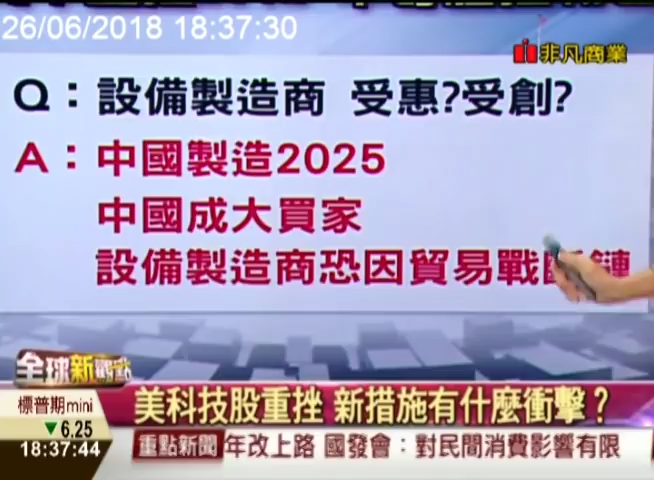 26/06/2018 18:37:30
非凡商業
Q：設備製造商 受惠?受創?
A：中國製造2025
中國成大買家
設備製造商恐因貿易戰斷鏈
全球新觀點
美科技股重挫 新措施有什麼衝擊？
標普期mini
▼6.25
18:37:44
重點新聞 年改上路 國發會：對民間消費影響有限